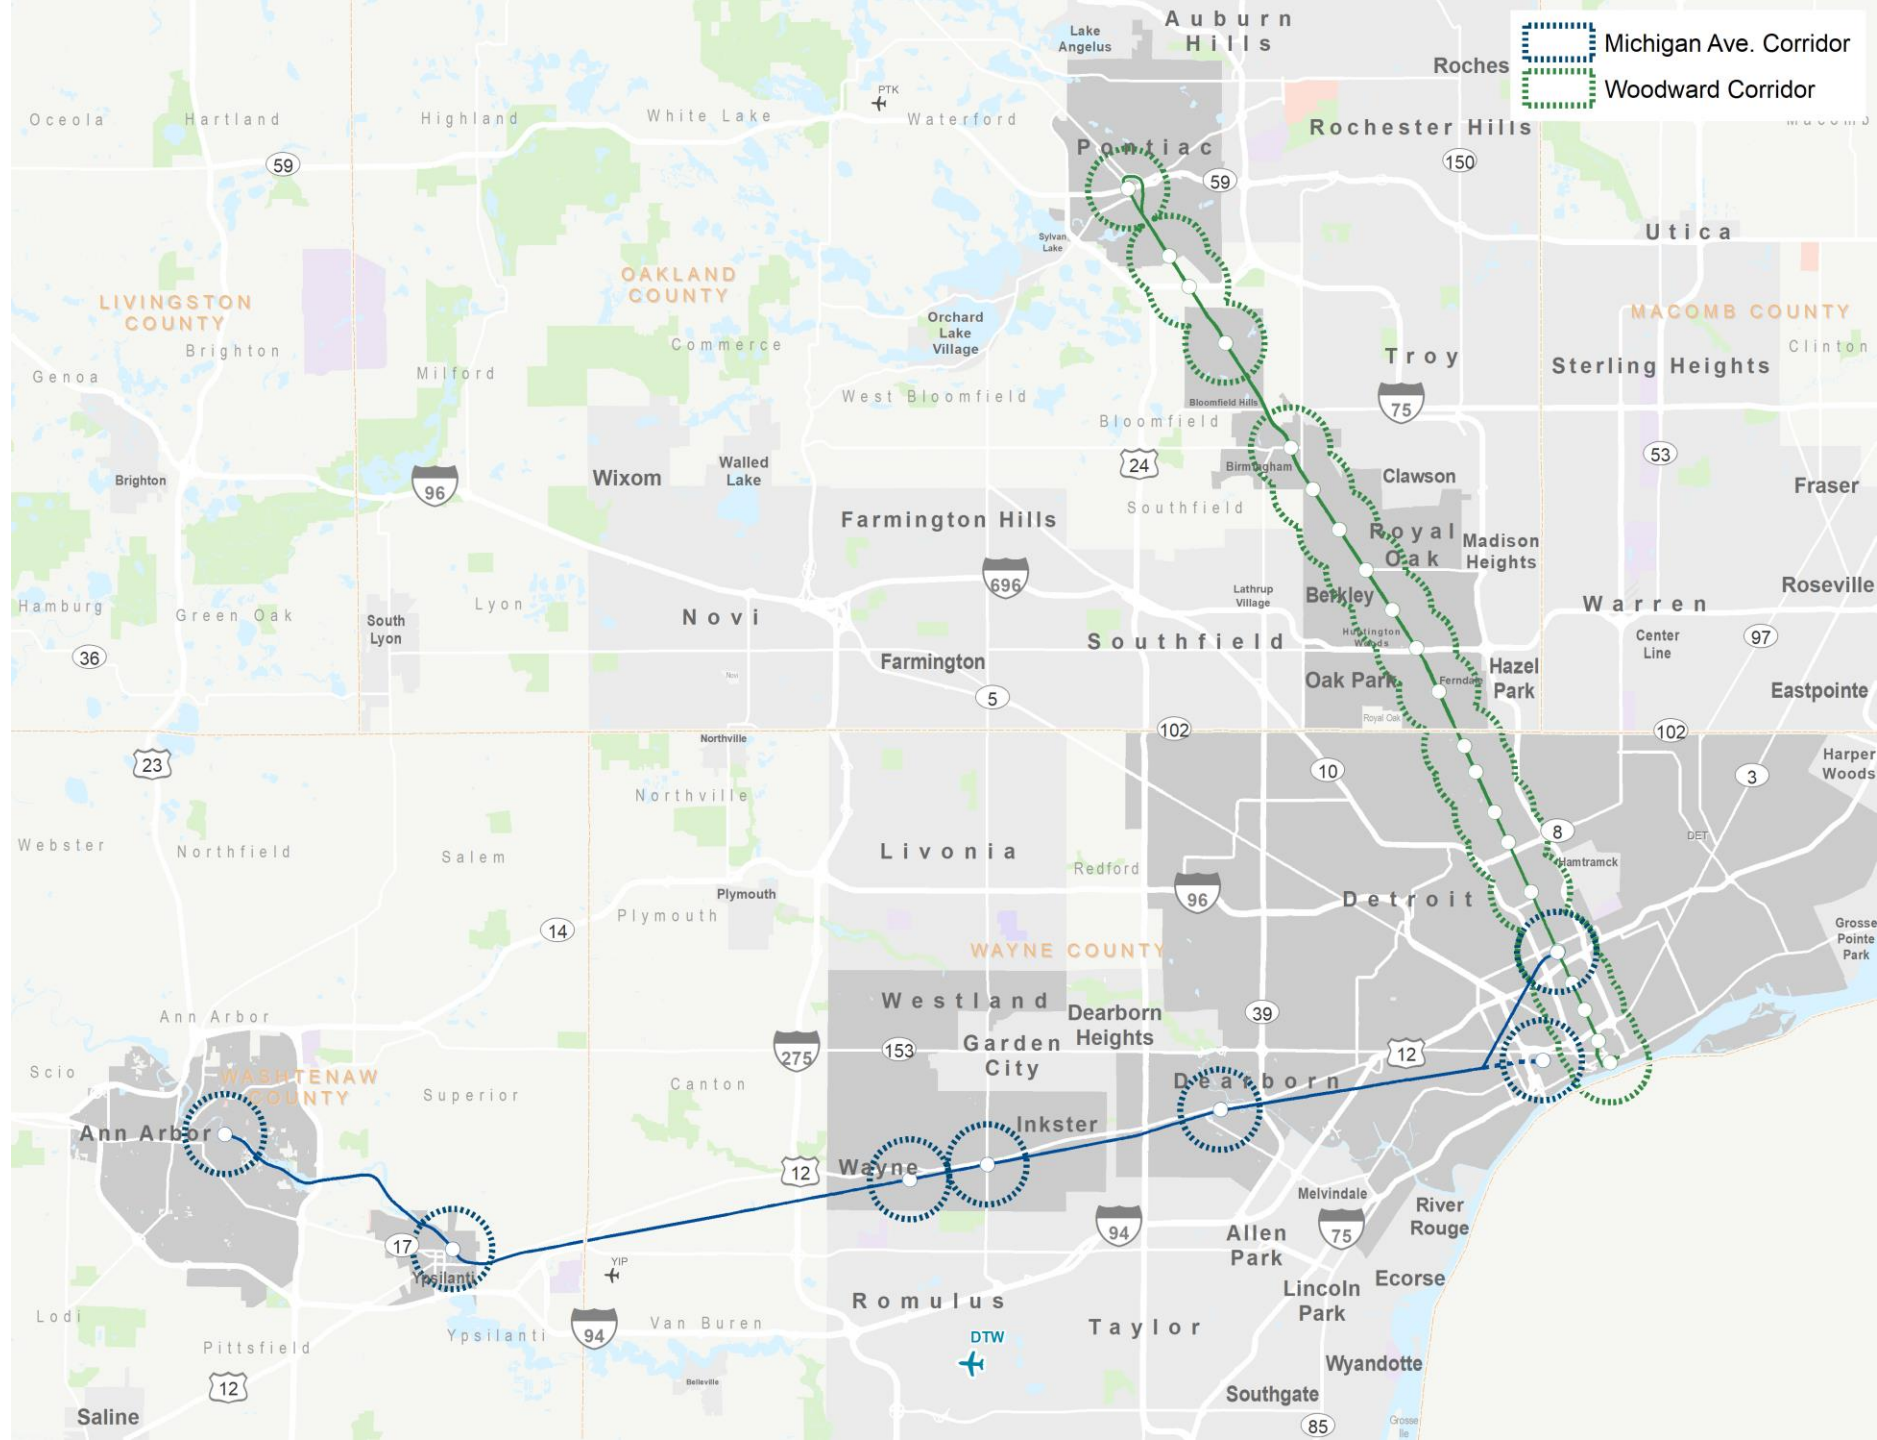 Auburn
Hills
Lake
Angelus
Roches
Michigan Ave. Corridor
Woodward Corridor
PTK
Oceola
Hartland
Highland
White Lake
Waterford
Rochester Hills
Pontiac
59
59
150
Sylvan
Lake
Utica
OAKLAND
COUNTY
LIVINGSTON
COUNTY
MACOMB COUNTY
Orchard
Lake
Village
Brighton
Commerce
Troy
Clinton
Genoa
Milford
Sterling Heights
West Bloomfield
Bloomfield Hills
75
Bloomfield
24
Birmingham
53
Brighton
96
Wixom
Walled
Lake
Clawson
Fraser
Southfield
Farmington Hills
Royal
Oak
Madison
Heights
696
Lathrup
Village
Berkley
Roseville
Hamburg
Green Oak
Lyon
South
Lyon
Novi
Warren
Southfield
Huntington
Woods
Center
Line
97
36
Farmington
Hazel
Park
Oak Park
Ferndale
Novi
5
Eastpointe
Royal Oak
102
102
Northville
23
10
3
Harper
Woods
Northville
8
DET
Webster
Northfield
Salem
Livonia
Redford
Hamtramck
Plymouth
96
Detroit
Plymouth
14
WAYNE COUNTY
Grosse
Pointe
Park
Westland
Ann Arbor
Dearborn
Heights
39
275
153
Garden
City
12
Scio
WASHTENAW
COUNTY
Superior
Canton
Dearborn
Ann Arbor
Inkster
12
Wayne
Melvindale
River
Rouge
94
75
Allen
Park
17
YIP
Ypsilanti
Ecorse
Lincoln
Park
Romulus
Lodi
Ypsilanti
94
Van Buren
Taylor
Pittsfield
DTW
Wyandotte
12
Belleville
Southgate
Saline
85
Grosse
Ile